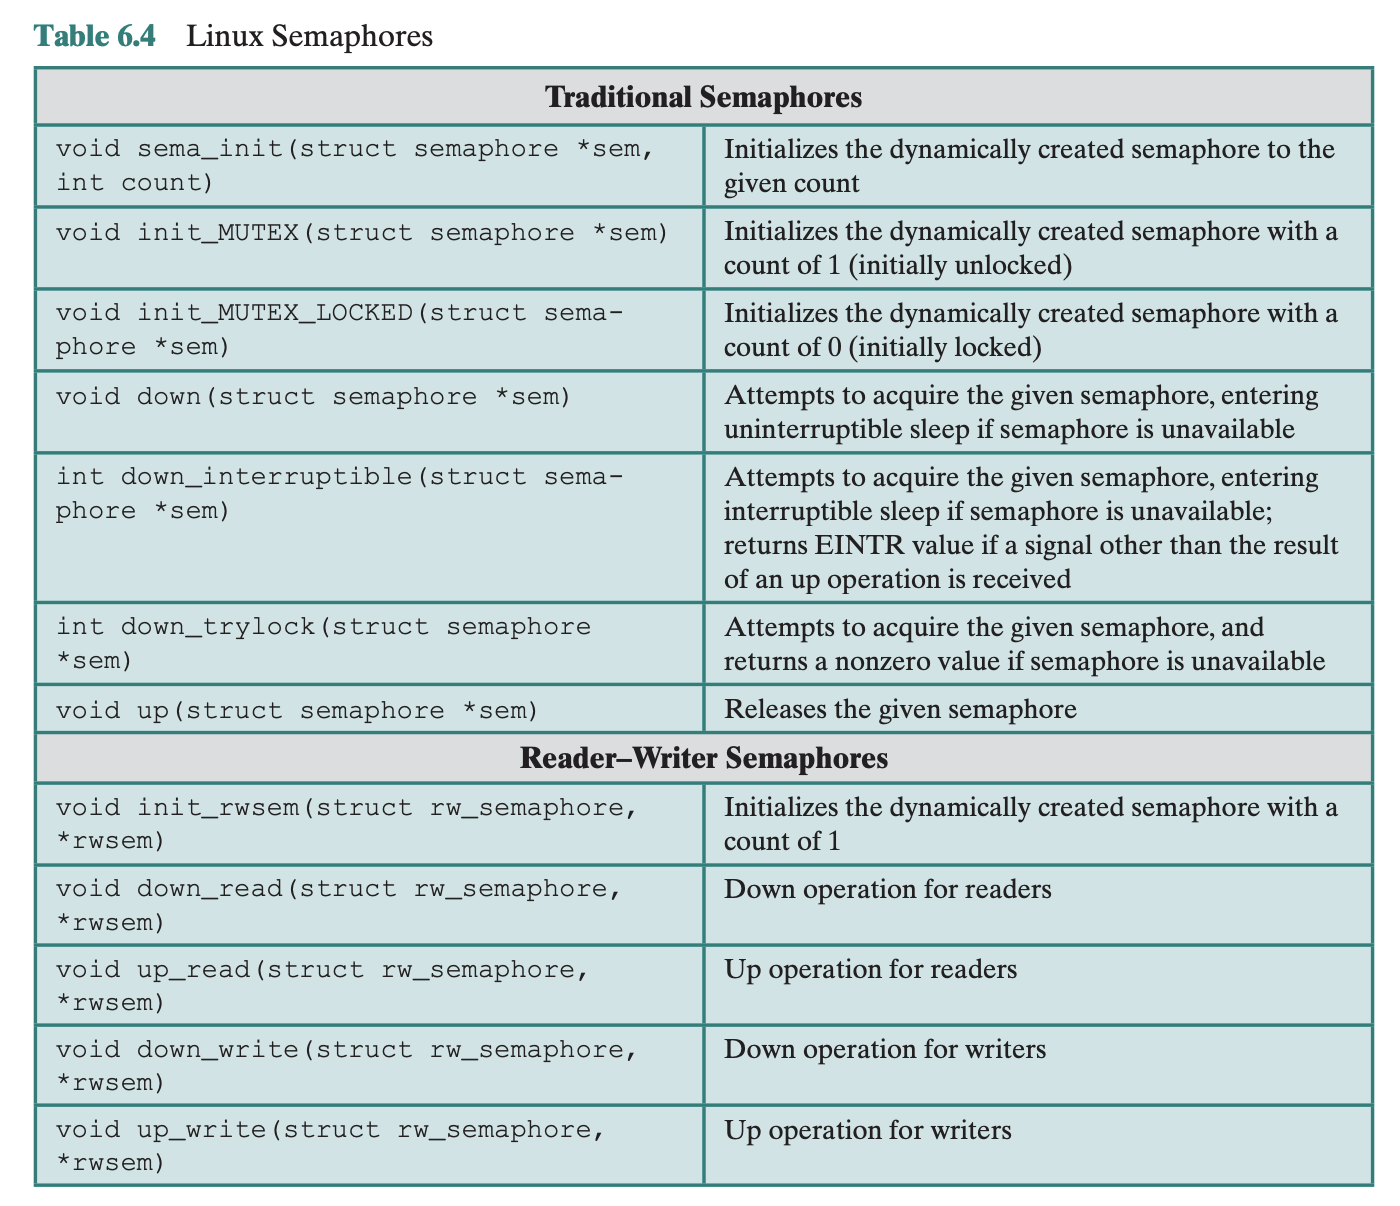 Table 6.4 Linux Semaphores
Traditional Semaphores
void sema_init(struct semaphore *sem,
int count)
Initializes the dynamically created semaphore to the
given count
void init_MUTEX(struct semaphore *sem)
Initializes the dynamically created semaphore with a
count of 1 (initially unlocked)
void init_MUTEX_LOCKED(struct sema-
phore *sem)
Initializes the dynamically created semaphore with a
count of 0 (initially locked)
void down(struct semaphore *sem)
Attempts to acquire the given semaphore, entering
uninterruptible sleep if semaphore is unavailable
int down_interruptible(struct sema-
phore *sem)
Attempts to acquire the given semaphore, entering
interruptible sleep if semaphore is unavailable;
returns EINTR value if a signal other than the result
of an up operation is received
int down_trylock(struct semaphore
*sem)
Attempts to acquire the given semaphore, and
returns a nonzero value if semaphore is unavailable
void up(struct semaphore *sem)
Releases the given semaphore
Reader–Writer Semaphores
void init_rwsem(struct rw_semaphore,
*rwsem)
Initializes the dynamically created semaphore with a
count of 1
void down_read(struct rw_semaphore,
*rwsem)
Down operation for readers
void up_read(struct rw_semaphore,
*rwsem)
Up operation for readers
void down_write(struct rw_semaphore,
*rwsem)
Down operation for writers
void up_write(struct rw_semaphore,
*rwsem)
Up operation for writers